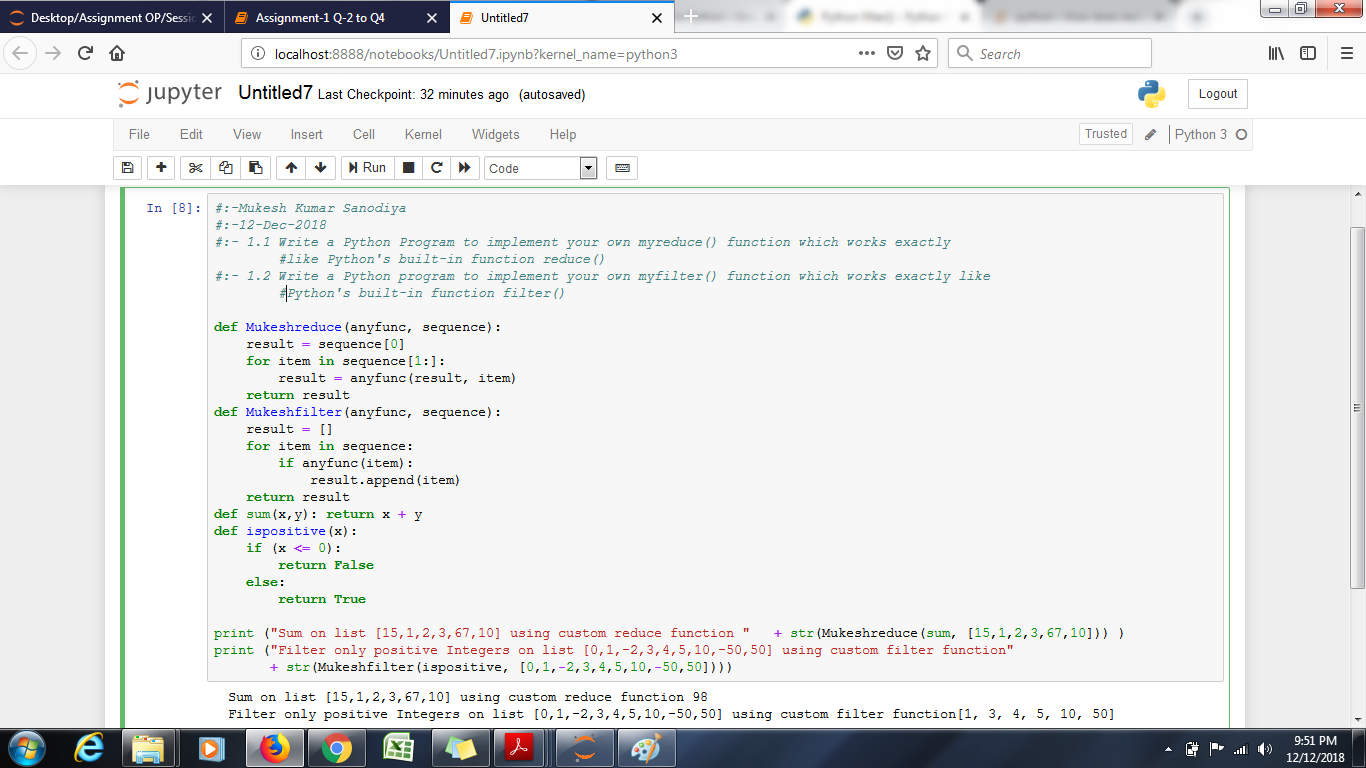 Desktop/Assignment OP/Sessi
Assignment-1 Q-2 to Q4
Untitled7
localhost:8888/notebooks/Untitled7.ipynb?kernel_name=python3
Search
jupyter Untitled7 Last Checkpoint: 32 minutes ago (autosaved)
Logout
File Edit View Insert Cell Kernel Widgets Help
Trusted Python 3
Run Code
In [8]: #:-Mukesh Kumar Sanodiya
#:-12-Dec-2018
#:- 1.1 Write a Python Program to implement your own myreduce() function which works exactly
#like Python's built-in function reduce()
#:- 1.2 Write a Python program to implement your own myfilter() function which works exactly like
#Python's built-in function filter()
def Mukeshreduce(anyfunc, sequence):
result = sequence[0]
for item in sequence[1:]:
result = anyfunc(result, item)
return result
def Mukeshfilter(anyfunc, sequence):
result = []
for item in sequence:
if anyfunc(item):
result.append(item)
return result
def sum(x,y): return x + y
def ispositive(x):
if (x <= 0):
return False
else:
return True
print ("Sum on list [15,1,2,3,67,10] using custom reduce function " + str(Mukeshreduce(sum, [15,1,2,3,67,10])) )
print ("Filter only positive Integers on list [0,1,-2,3,4,5,10,-50,50] using custom filter function"
+ str(Mukeshfilter(ispositive, [0,1,-2,3,4,5,10,-50,50])))
Sum on list [15,1,2,3,67,10] using custom reduce function 98
Filter only positive Integers on list [0,1,-2,3,4,5,10,-50,50] using custom filter function[1, 3, 4, 5, 10, 50]
9:51 PM
12/12/2018